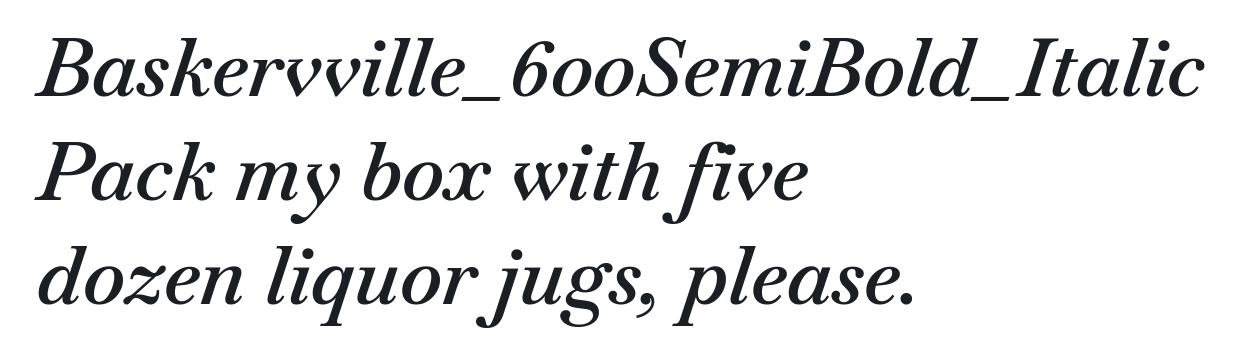 Baskervville_600SemiBold_Italic
Pack my box with five
dozen liquor jugs, please.